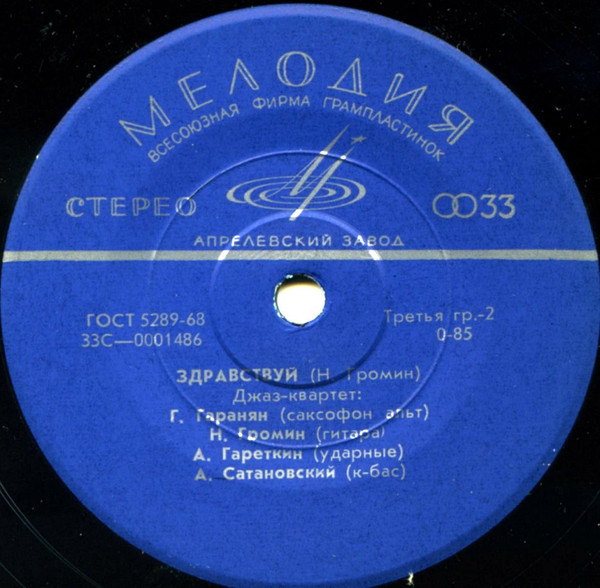 МЕЛОДИЯ
ВСЕСОЮЗНАЯ ФИРМА ГРАМПЛАСТИНОК
СТЕРЕО
33
АПРЕЛЕВСКИЙ ЗАВОД
ГОСТ 5289-68
Третья гр.-2
33С—0001486
0-85
ЗДРАВСТВУЙ (Н. Громин)
Джаз-квартет:
Г. Гаранян (саксофон альт)
Н. Громин (гитара)
А. Гареткин (ударные)
А. Сатановский (к-бас)